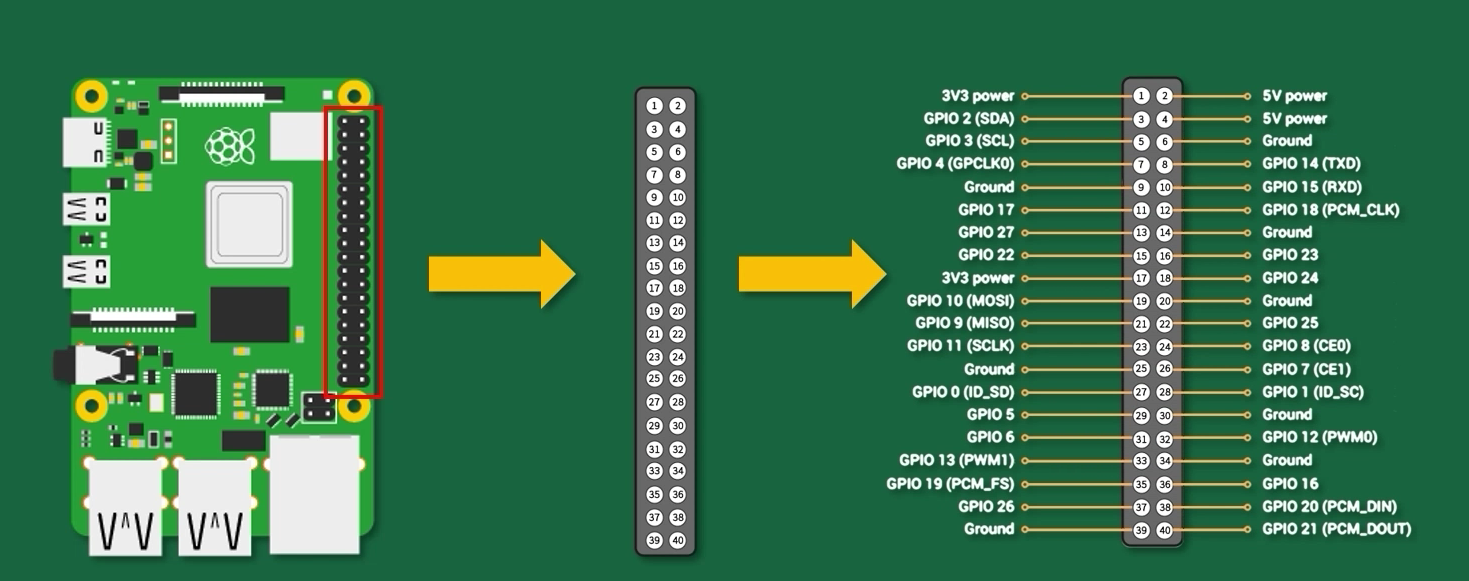 1 2
3 4
5 6
7 8
9 10
11 12
13 14
15 16
17 18
19 20
21 22
23 24
25 26
27 28
29 30
31 32
33 34
35 36
37 38
39 40
3V3 power 1 2 5V power
GPIO 2 (SDA) 3 4 5V power
GPIO 3 (SCL) 5 6 Ground
GPIO 4 (GPCLK0) 7 8 GPIO 14 (TXD)
Ground 9 10 GPIO 15 (RXD)
GPIO 17 11 12 GPIO 18 (PCM_CLK)
GPIO 27 13 14 Ground
GPIO 22 15 16 GPIO 23
3V3 power 17 18 GPIO 24
GPIO 10 (MOSI) 19 20 Ground
GPIO 9 (MISO) 21 22 GPIO 25
GPIO 11 (SCLK) 23 24 GPIO 8 (CE0)
Ground 25 26 GPIO 7 (CE1)
GPIO 0 (ID_SD) 27 28 GPIO 1 (ID_SC)
GPIO 5 29 30 Ground
GPIO 6 31 32 GPIO 12 (PWM0)
GPIO 13 (PWM1) 33 34 Ground
GPIO 19 (PCM_FS) 35 36 GPIO 16
GPIO 26 37 38 GPIO 20 (PCM_DIN)
Ground 39 40 GPIO 21 (PCM_DOUT)